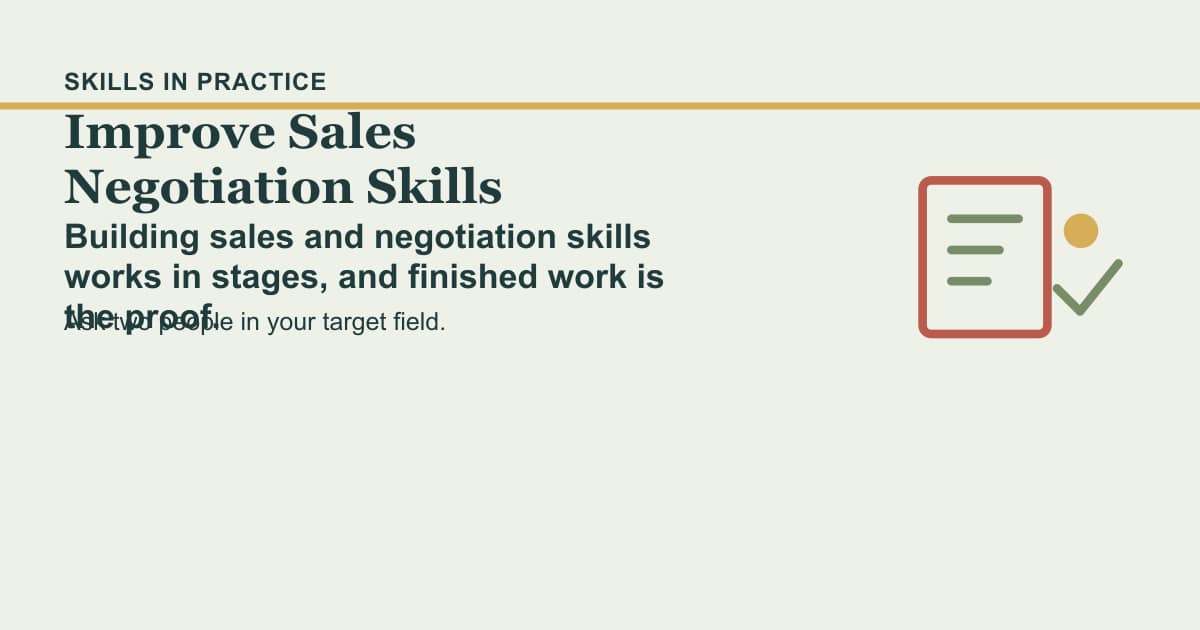 SKILLS IN PRACTICE
Improve Sales
Negotiation Skills
Building sales and negotiation skills
works in stages, and finished work is
the proof.
Ask two people in your target field.